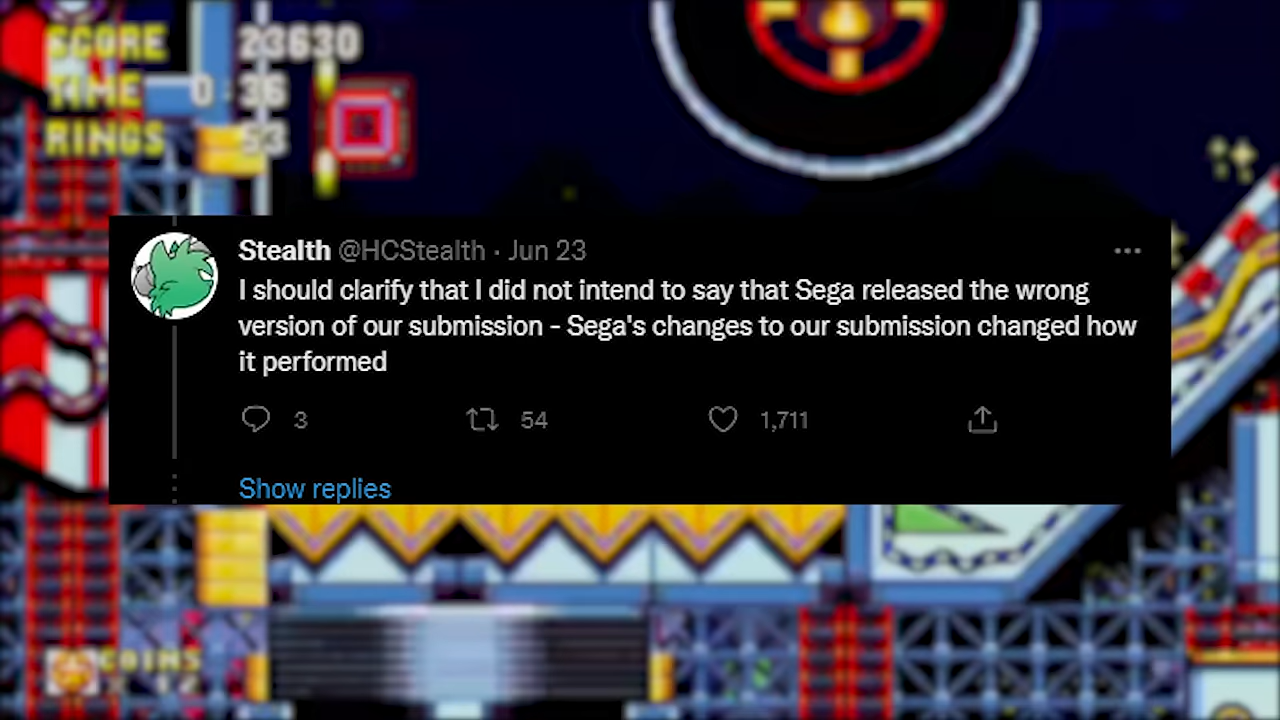 SCORE 23630
TIME 0:36
RINGS 53
Stealth @HCStealth · Jun 23
I should clarify that I did not intend to say that Sega released the wrong
version of our submission - Sega's changes to our submission changed how
it performed
3 54 1,711
Show replies
COINS